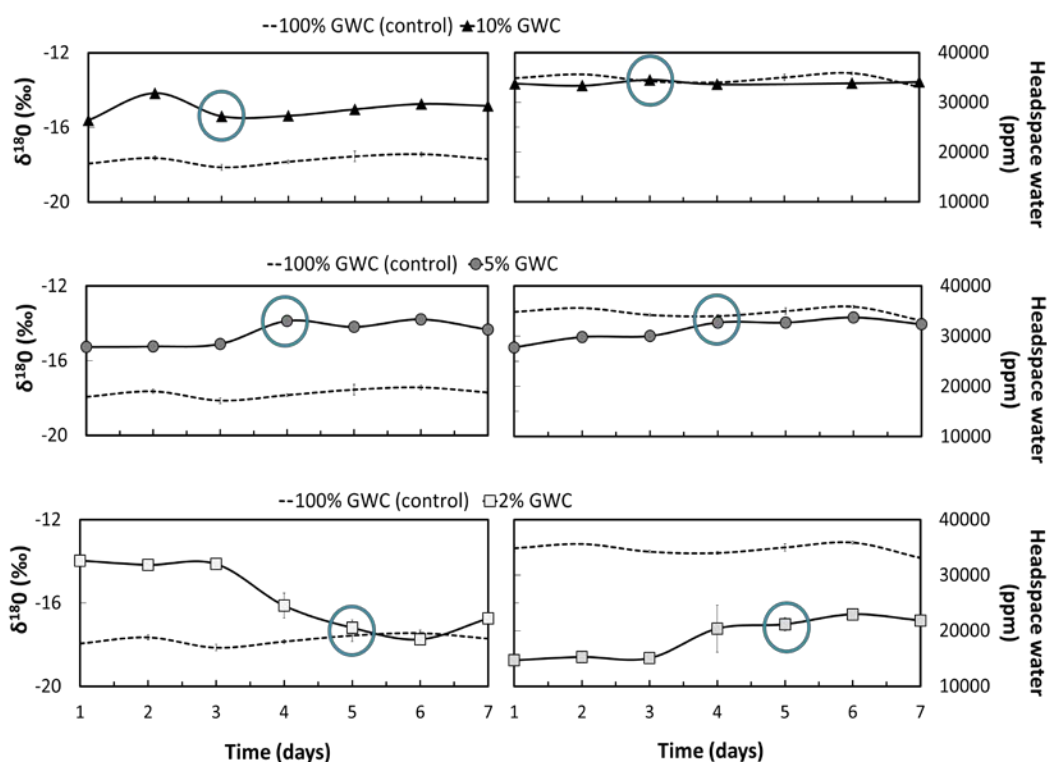 --100% GWC (control) ▲10% GWC
-12
-16
-20
δ¹⁸O (‰)
40000
30000
20000
10000
Headspace water
(ppm)
--100% GWC (control) 5% GWC
-12
-16
-20
δ¹⁸O (‰)
40000
30000
20000
10000
Headspace water
(ppm)
--100% GWC (control) 2% GWC
-12
-16
-20
δ¹⁸O (‰)
40000
30000
20000
10000
Headspace water
(ppm)
1 2 3 4 5 6 7
1 2 3 4 5 6 7
Time (days)
Time (days)